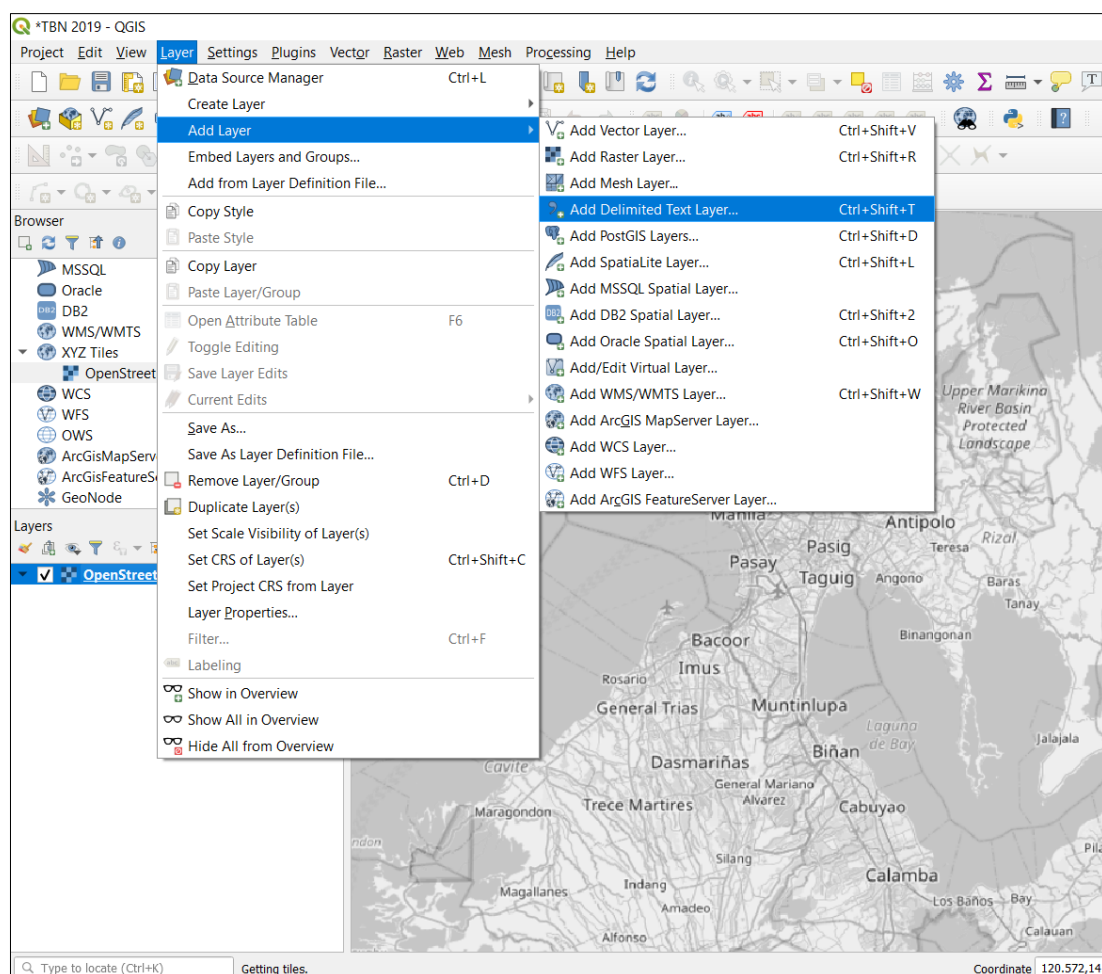 *TBN 2019 - QGIS
Project Edit View Layer Settings Plugins Vector Raster Web Mesh Processing Help
Data Source Manager Ctrl+L
Create Layer
Add Layer
Embed Layers and Groups...
Add from Layer Definition File...
Copy Style
Paste Style
Copy Layer
Paste Layer/Group
Open Attribute Table F6
Toggle Editing
Save Layer Edits
Current Edits
Save As...
Save As Layer Definition File...
Remove Layer/Group Ctrl+D
Duplicate Layer(s)
Set Scale Visibility of Layer(s)
Set CRS of Layer(s) Ctrl+Shift+C
Set Project CRS from Layer
Layer Properties...
Filter... Ctrl+F
Labeling
Show in Overview
Show All in Overview
Hide All from Overview
Add Vector Layer... Ctrl+Shift+V
Add Raster Layer... Ctrl+Shift+R
Add Mesh Layer...
Add Delimited Text Layer... Ctrl+Shift+T
Add PostGIS Layers... Ctrl+Shift+D
Add SpatiaLite Layer... Ctrl+Shift+L
Add MSSQL Spatial Layer...
Add DB2 Spatial Layer... Ctrl+Shift+2
Add Oracle Spatial Layer... Ctrl+Shift+O
Add/Edit Virtual Layer...
Add WMS/WMTS Layer... Ctrl+Shift+W
Add ArcGIS MapServer Layer...
Add WCS Layer...
Add WFS Layer...
Add ArcGIS FeatureServer Layer...
Browser
MSSQL
Oracle
DB2
WMS/WMTS
XYZ Tiles
OpenStreet
WCS
WFS
OWS
ArcGisMapServ
ArcGisFeatureS
GeoNode
Layers
OpenStreet
Upper Marikina
River Basin
Protected
Landscape
Manila
Antipolo
Pasig
Teresa
Rizal
Pasay
Taguig
Angono
Baras
Tanay
Bacoor
Binangonan
Imus
Rosario
General Trias
Muntinlupa
Laguna
de Bay
Jalajala
Biñan
Dasmariñas
Cavite
General Mariano
Alvarez
Trece Martires
Maragondon
Cabuyao
Silang
Calamba
Indang
Magallanes
Amadeo
Los Baños
Bay
Calauan
Alfonso
Type to locate (Ctrl+K) Getting tiles. Coordinate 120.572,14